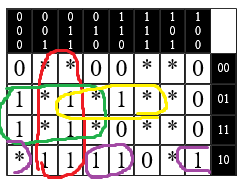 0 0 0 0 1 1 1 1
0 0 1 1 1 1 0 0
0 1 1 0 0 1 1 0
0 * * 0 0 * * 0 00
1 * 1 * 1 * * 0 01
1 * 1 * 0 * * 0 11
* 1 1 1 1 0 * 1 10